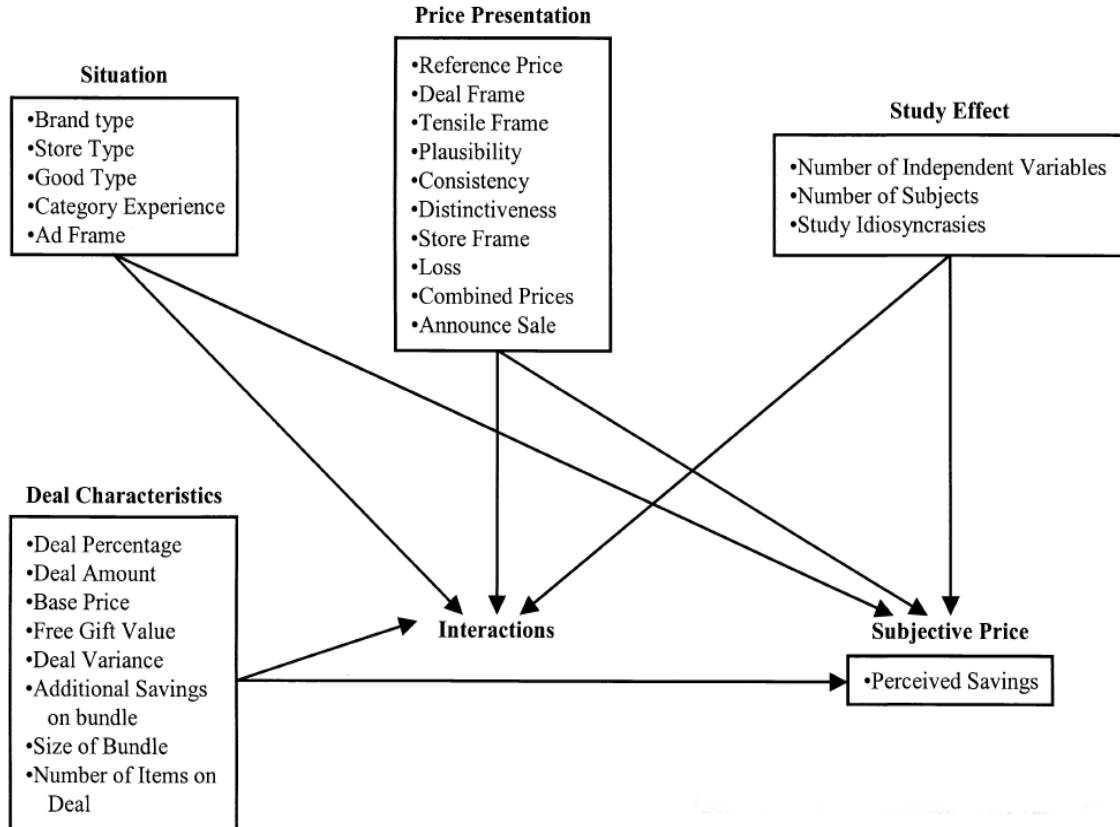 Price Presentation
•Reference Price
•Deal Frame
•Tensile Frame
•Plausibility
•Consistency
•Distinctiveness
•Store Frame
•Loss
•Combined Prices
•Announce Sale
Situation
•Brand type
•Store Type
•Good Type
•Category Experience
•Ad Frame
Study Effect
•Number of Independent Variables
•Number of Subjects
•Study Idiosyncrasies
Deal Characteristics
•Deal Percentage
•Deal Amount
•Base Price
•Free Gift Value
•Deal Variance
•Additional Savings
on bundle
•Size of Bundle
•Number of Items on
Deal
Interactions
Subjective Price
•Perceived Savings